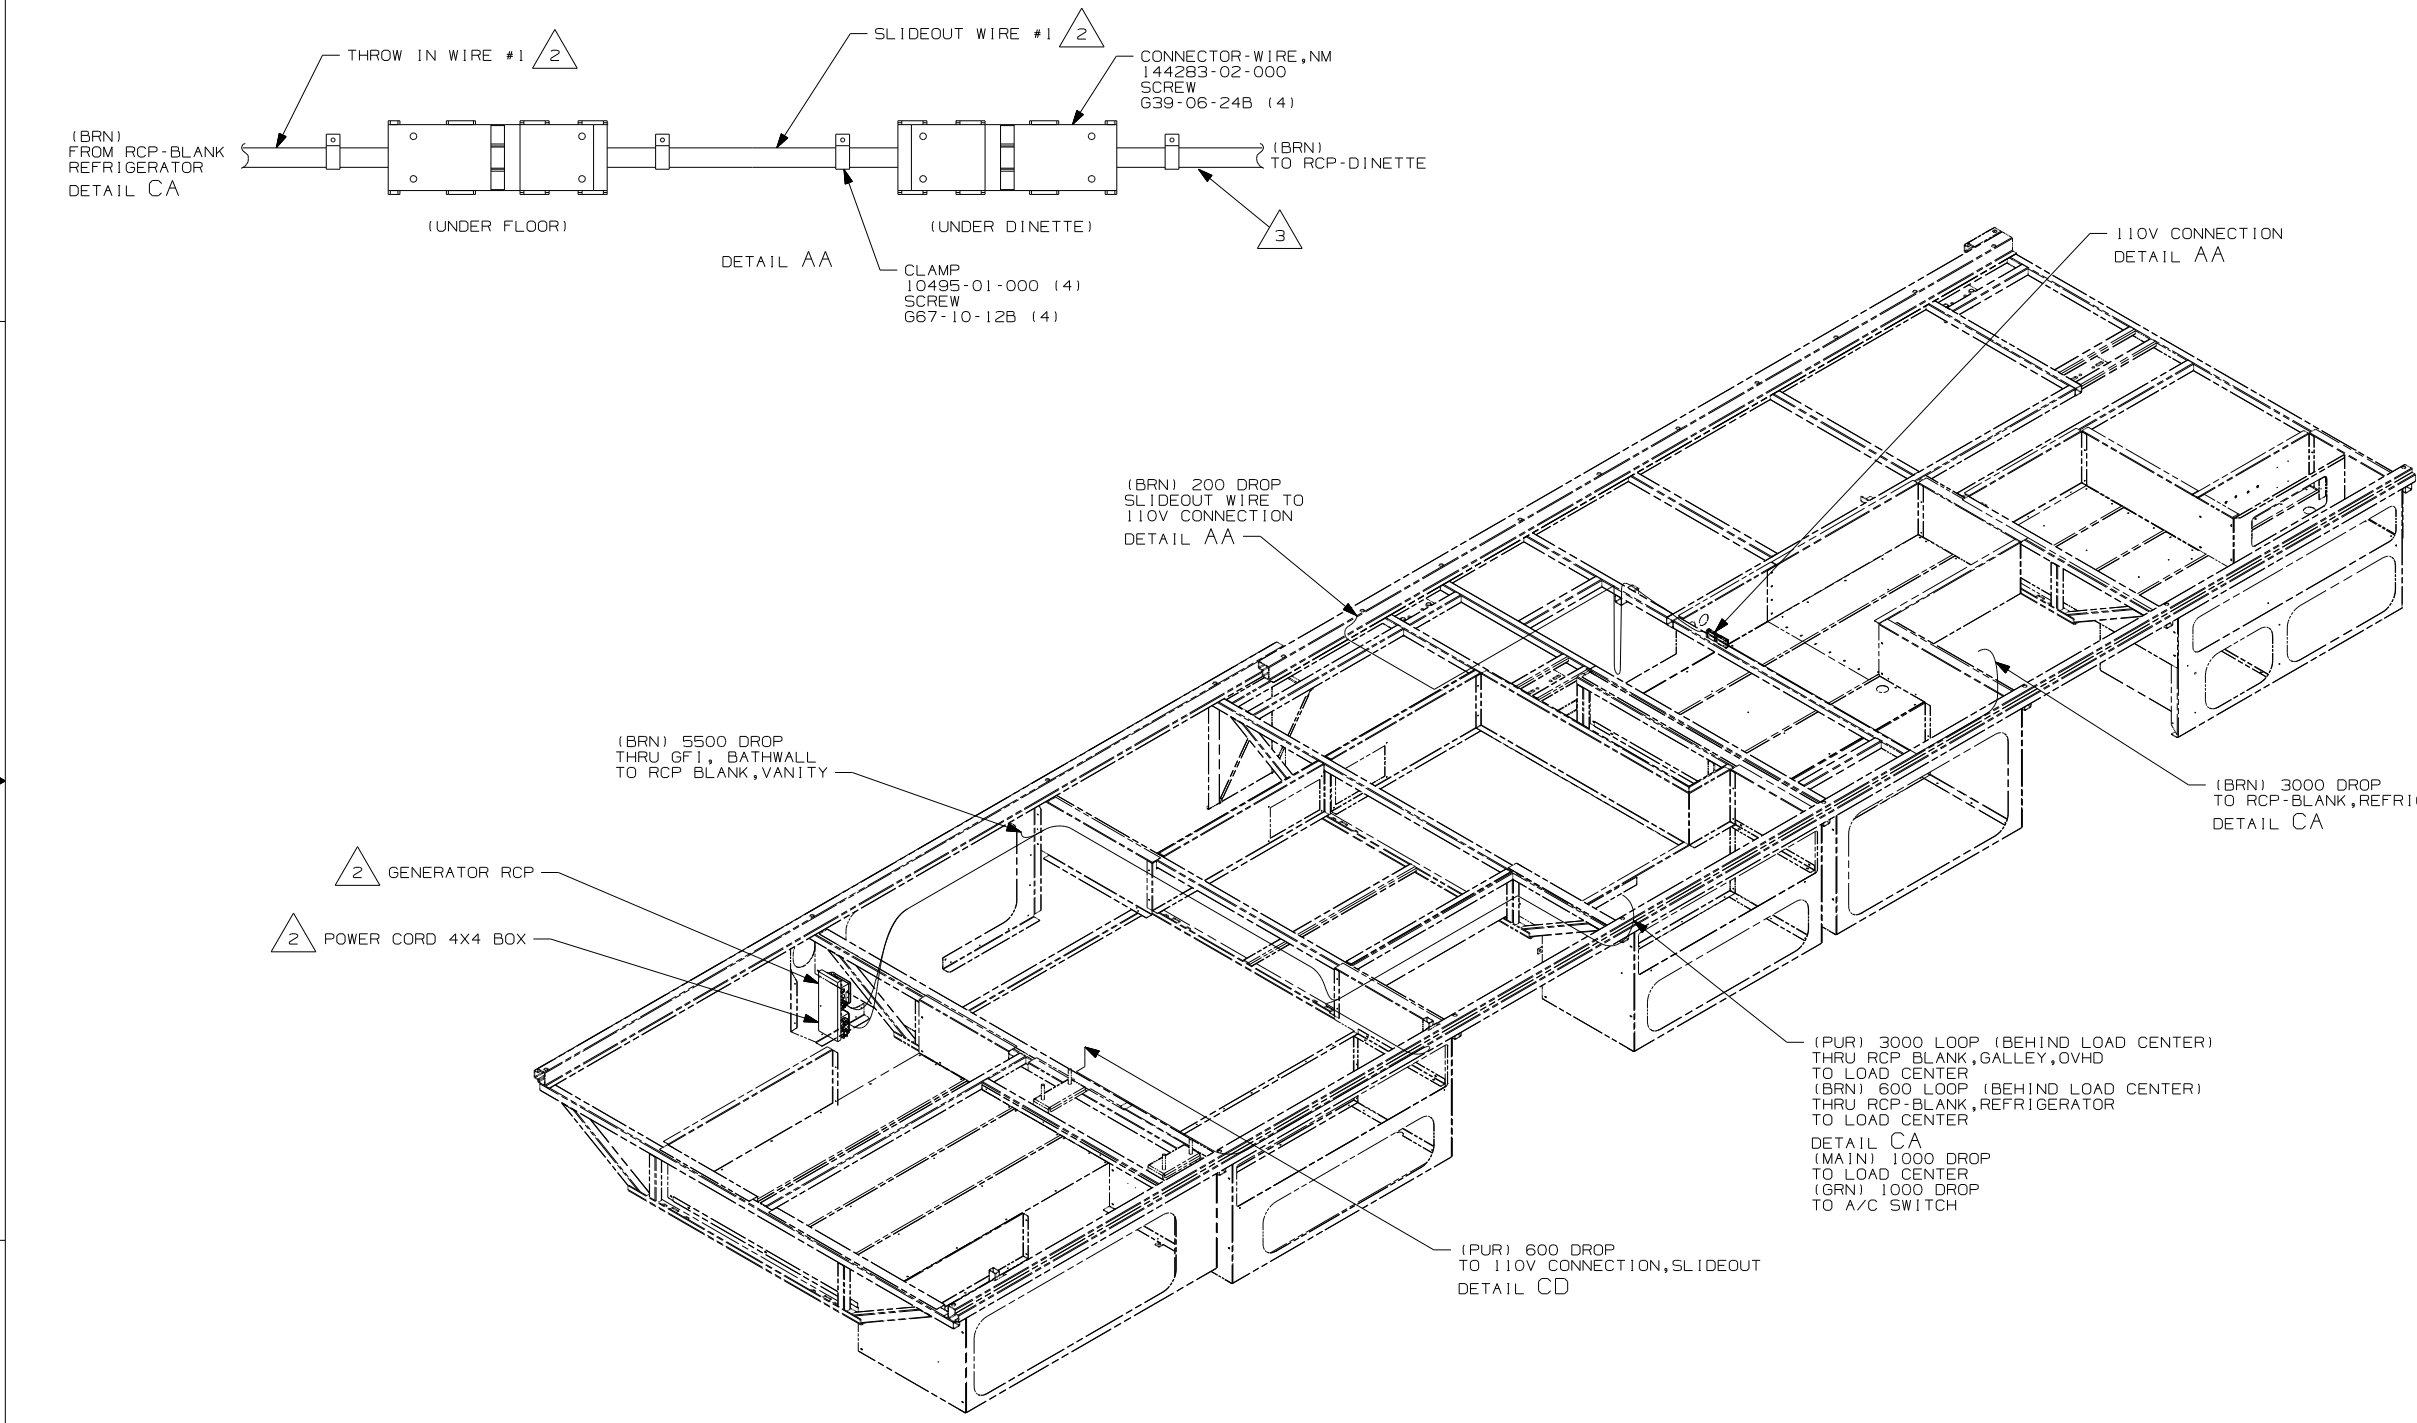 THROW IN WIRE #1 2
SLIDEOUT WIRE #1 2
CONNECTOR-WIRE,NM
144283-02-000
SCREW
G39-06-24B (4)
(BRN)
FROM RCP-BLANK
REFRIGERATOR
DETAIL CA
(BRN)
TO RCP-DINETTE
(UNDER FLOOR)
(UNDER DINETTE)
3
DETAIL AA
CLAMP
10495-01-000 (4)
SCREW
G67-10-12B (4)
110V CONNECTION
DETAIL AA
(BRN) 200 DROP
SLIDEOUT WIRE TO
110V CONNECTION
DETAIL AA
(BRN) 5500 DROP
THRU GFI, BATHWALL
TO RCP BLANK,VANITY
(BRN) 3000 DROP
TO RCP-BLANK,REFRI
DETAIL CA
2 GENERATOR RCP
2 POWER CORD 4X4 BOX
(PUR) 3000 LOOP (BEHIND LOAD CENTER)
THRU RCP BLANK,GALLEY,OVHD
TO LOAD CENTER
(BRN) 600 LOOP (BEHIND LOAD CENTER)
THRU RCP-BLANK,REFRIGERATOR
TO LOAD CENTER
DETAIL CA
(MAIN) 1000 DROP
TO LOAD CENTER
(GRN) 1000 DROP
TO A/C SWITCH
(PUR) 600 DROP
TO 110V CONNECTION,SLIDEOUT
DETAIL CD